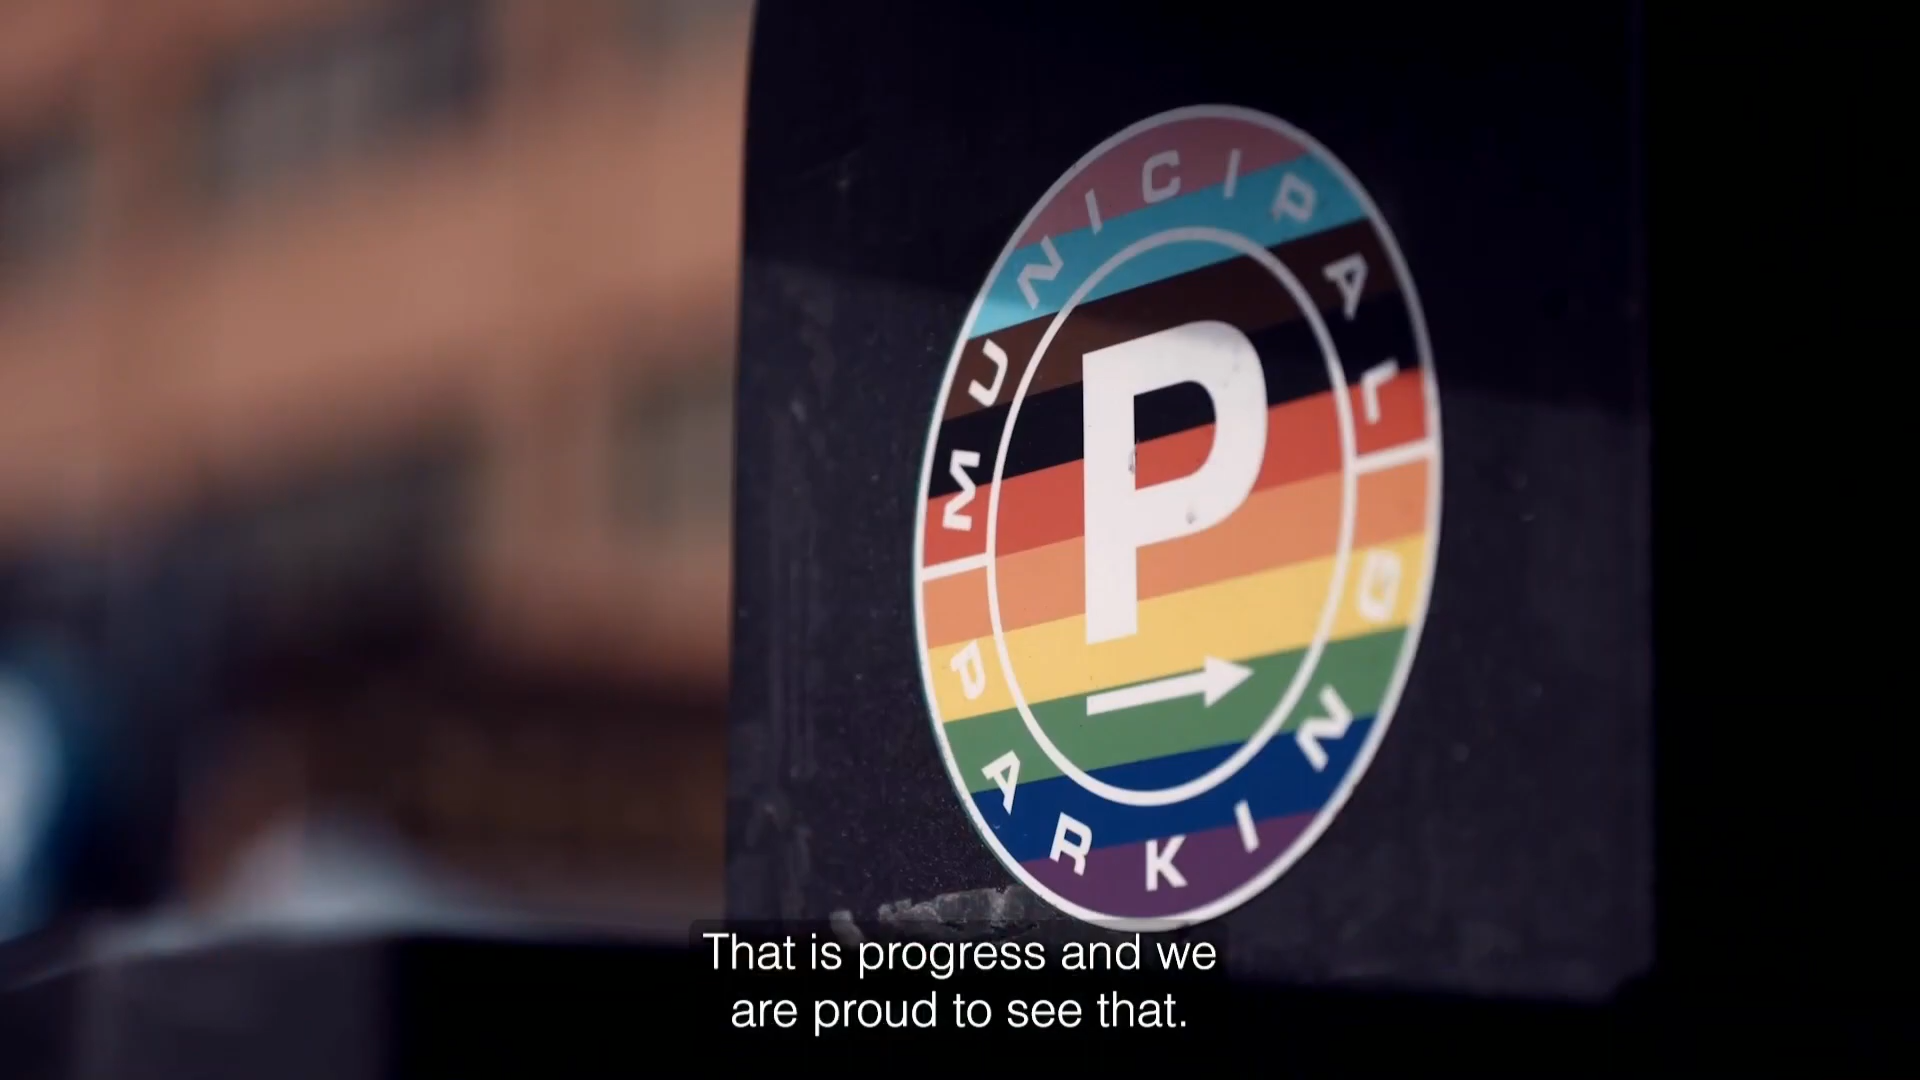 MUNICIPAL
P
PARKING
That is progress and we
are proud to see that.